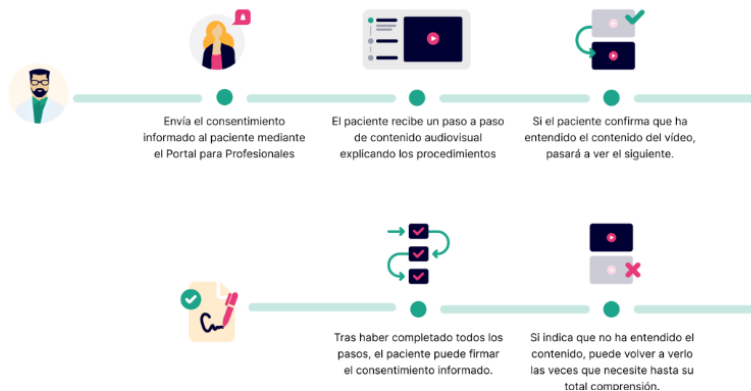 Envía el consentimiento
informado al paciente mediante
el Portal para Profesionales
El paciente recibe un paso a paso
de contenido audiovisual
explicando los procedimientos
Si el paciente confirma que ha
entendido el contenido del vídeo,
pasará a ver el siguiente.
Tras haber completado todos los
pasos, el paciente puede firmar
el consentimiento informado.
Si indica que no ha entendido el
contenido, puede volver a verlo
las veces que necesite hasta su
total comprensión.